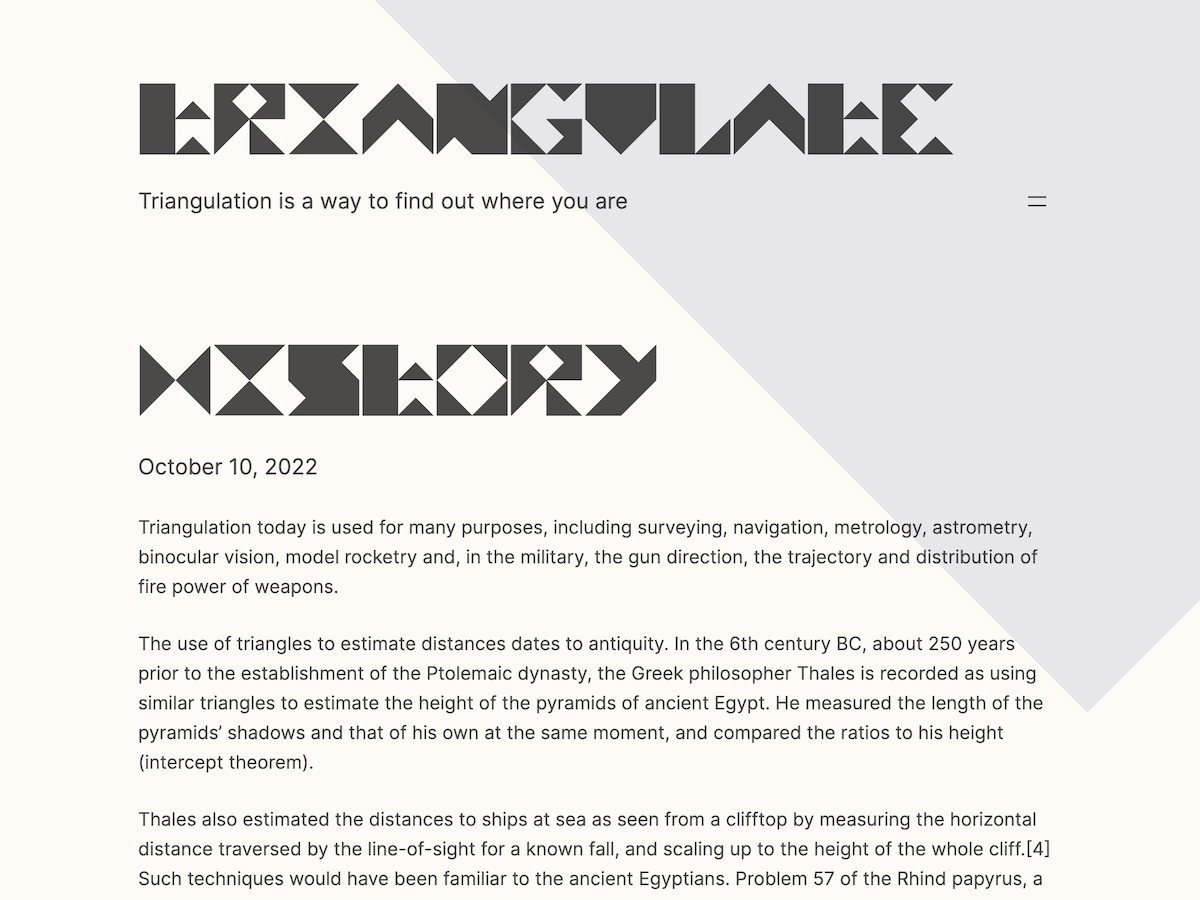 TRIANGULATE
Triangulation is a way to find out where you are
HISTORY
October 10, 2022
Triangulation today is used for many purposes, including surveying, navigation, metrology, astrometry,
binocular vision, model rocketry and, in the military, the gun direction, the trajectory and distribution of
fire power of weapons.
The use of triangles to estimate distances dates to antiquity. In the 6th century BC, about 250 years
prior to the establishment of the Ptolemaic dynasty, the Greek philosopher Thales is recorded as using
similar triangles to estimate the height of the pyramids of ancient Egypt. He measured the length of the
pyramids’ shadows and that of his own at the same moment, and compared the ratios to his height
(intercept theorem).
Thales also estimated the distances to ships at sea as seen from a clifftop by measuring the horizontal
distance traversed by the line-of-sight for a known fall, and scaling up to the height of the whole cliff.[4]
Such techniques would have been familiar to the ancient Egyptians. Problem 57 of the Rhind papyrus, a